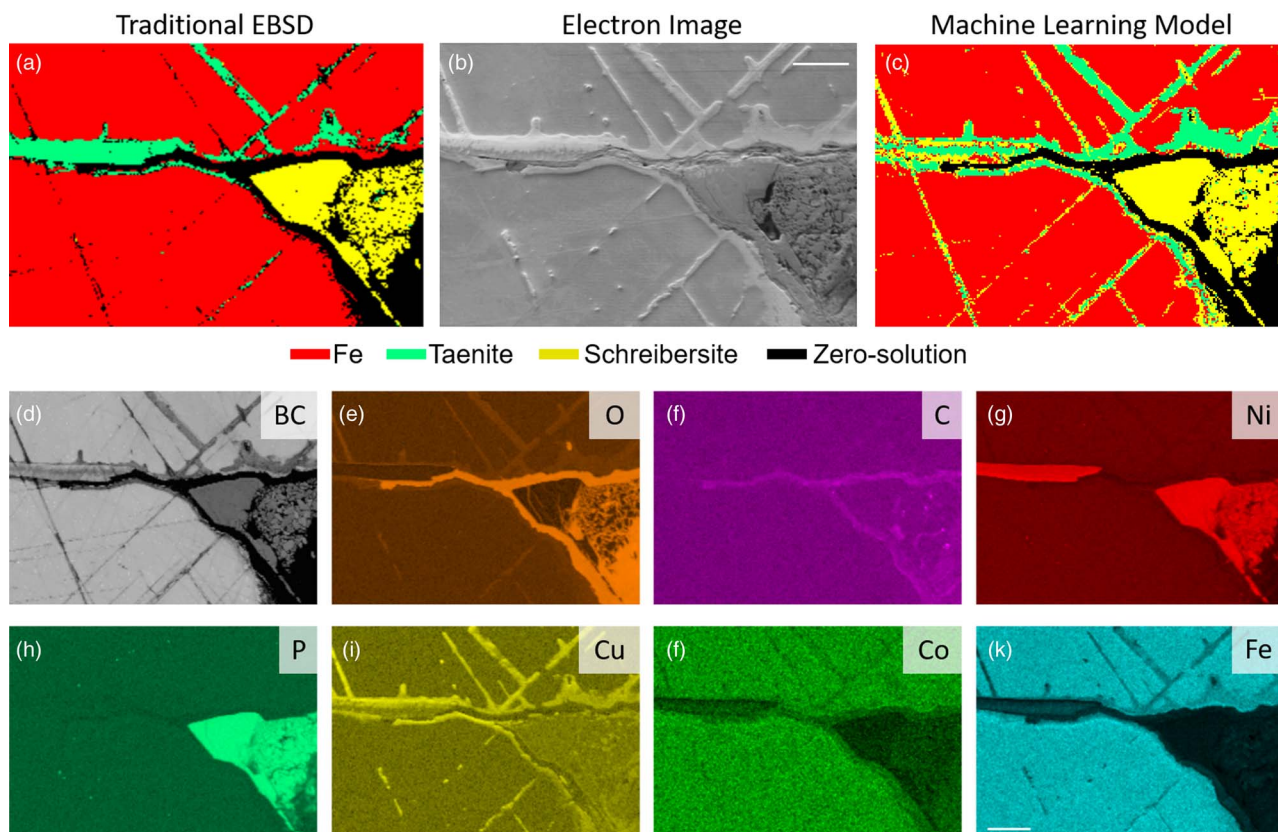 Traditional EBSD Electron Image Machine Learning Model
(a) (b) (c)
Fe Taenite Schreibersite Zero-solution
(d) BC (e) O (f) C (g) Ni
(h) P (i) Cu (f) Co (k) Fe